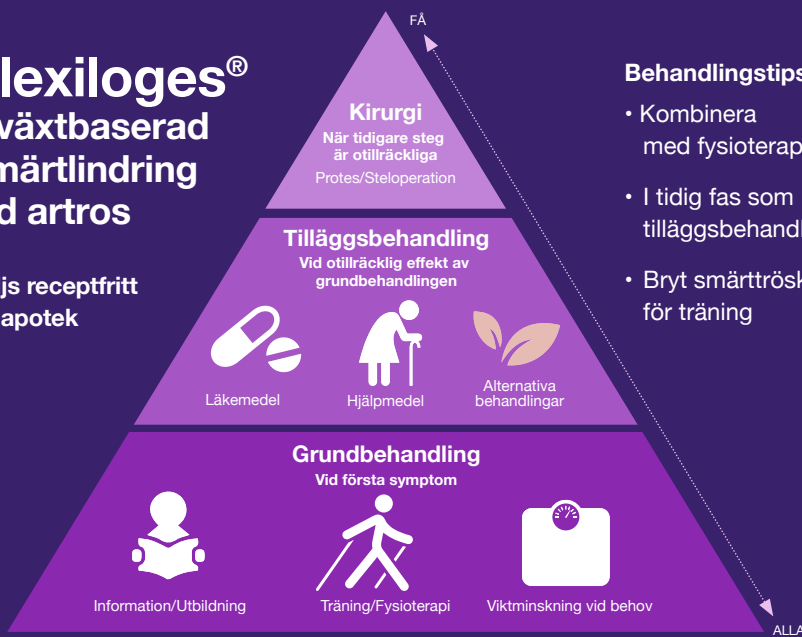 lexiloges®
växtbaserad
märtlindring
d artros
js receptfritt
apotek
FÅ
Kirurgi
När tidigare steg
är otillräckliga
Protes/Steloperation
Tilläggsbehandling
Vid otillräcklig effekt av
grundbehandlingen
Läkemedel
Hjälpmedel
Alternativa
behandlingar
Grundbehandling
Vid första symptom
Information/Utbildning
Träning/Fysioterapi
Viktminskning vid behov
ALLA
Behandlingstips
• Kombinera
med fysioterap
• I tidig fas som
tilläggsbehandl
• Bryt smärttrösk
för träning